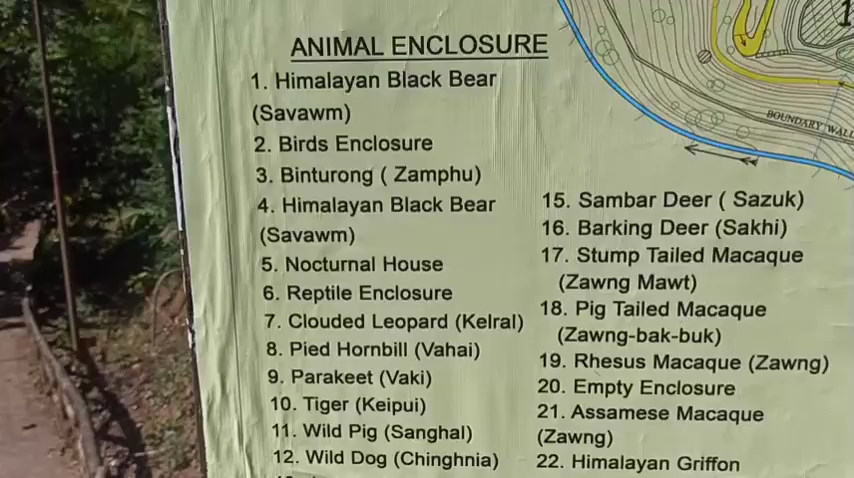 ANIMAL ENCLOSURE
1. Himalayan Black Bear
(Savawm)
2. Birds Enclosure
3. Binturong ( Zamphu)
4. Himalayan Black Bear
(Savawm)
5. Nocturnal House
6. Reptile Enclosure
7. Clouded Leopard (Kelral)
8. Pied Hornbill (Vahai)
9. Parakeet (Vaki)
10. Tiger (Keipui)
11. Wild Pig (Sanghal)
12. Wild Dog (Chinghnia)
15. Sambar Deer ( Sazuk)
16. Barking Deer (Sakhi)
17. Stump Tailed Macaque
(Zawng Mawt)
18. Pig Tailed Macaque
(Zawng-bak-buk)
19. Rhesus Macaque (Zawng)
20. Empty Enclosure
21. Assamese Macaque
(Zawng)
22. Himalayan Griffon
BOUNDARY WALL